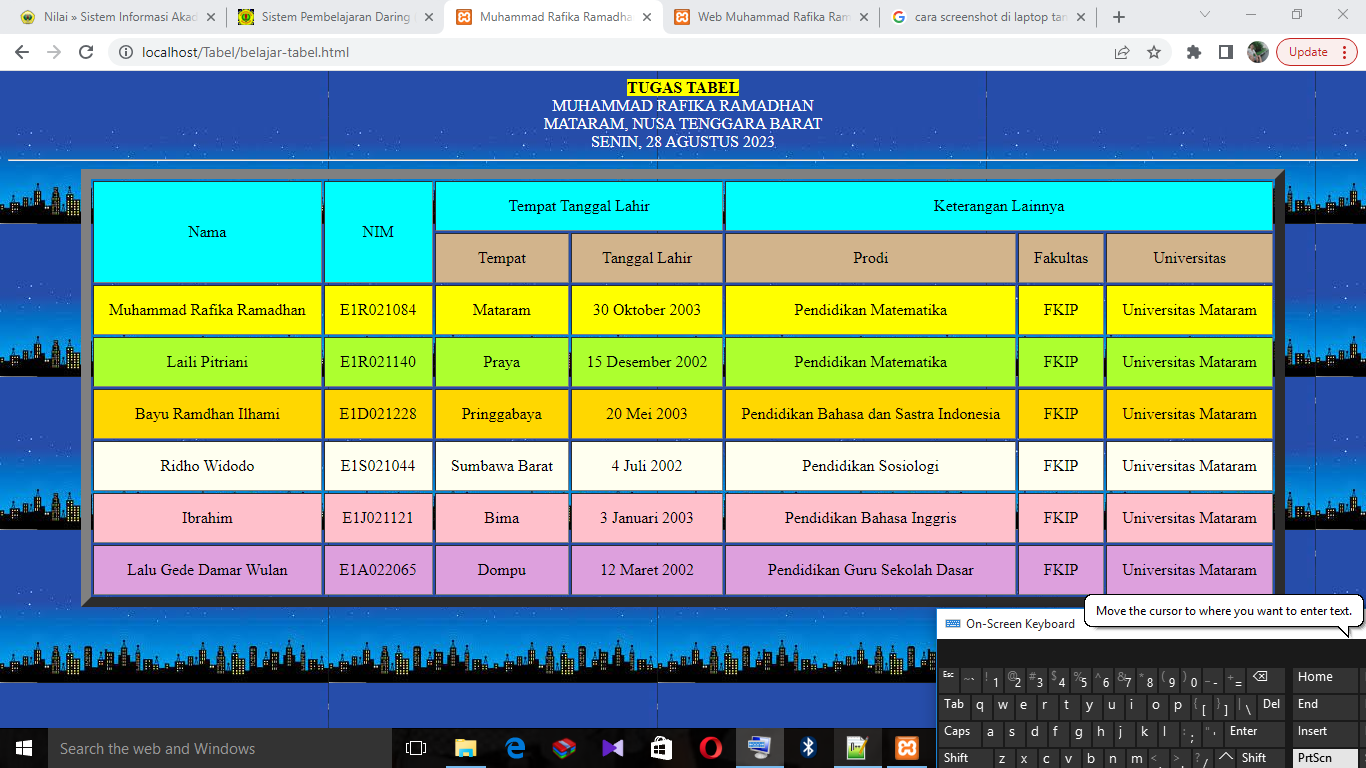 Nilai » Sistem Informasi Akad
Sistem Pembelajaran Daring (
Muhammad Rafika Ramadha
Web Muhammad Rafika Ram
cara screenshot di laptop tan
localhost/Tabel/belajar-tabel.html
Update
TUGAS TABEL
MUHAMMAD RAFIKA RAMADHAN
MATARAM, NUSA TENGGARA BARAT
SENIN, 28 AGUSTUS 2023
Nama NIM Tempat Tanggal Lahir Keterangan Lainnya
Tempat Tanggal Lahir Prodi Fakultas Universitas
Muhammad Rafika Ramadhan E1R021084 Mataram 30 Oktober 2003 Pendidikan Matematika FKIP Universitas Mataram
Laili Pitriani E1R021140 Praya 15 Desember 2002 Pendidikan Matematika FKIP Universitas Mataram
Bayu Ramdhan Ilhami E1D021228 Pringgabaya 20 Mei 2003 Pendidikan Bahasa dan Sastra Indonesia FKIP Universitas Mataram
Ridho Widodo E1S021044 Sumbawa Barat 4 Juli 2002 Pendidikan Sosiologi FKIP Universitas Mataram
Ibrahim E1J021121 Bima 3 Januari 2003 Pendidikan Bahasa Inggris FKIP Universitas Mataram
Lalu Gede Damar Wulan E1A022065 Dompu 12 Maret 2002 Pendidikan Guru Sekolah Dasar FKIP Universitas Mataram
Move the cursor to where you want to enter text.
On-Screen Keyboard
Esc ~ ` ! 1 @ 2 # 3 $ 4 % 5 ^ 6 & 7 * 8 ( 9 ) 0 _ - + = Home
Tab q w e r t y u i o p { [ } ] | \ Del End
Caps a s d f g h j k l : ; " ' Enter Insert
Shift z x c v b n m < , > . ? / Shift PrtScn
Search the web and Windows